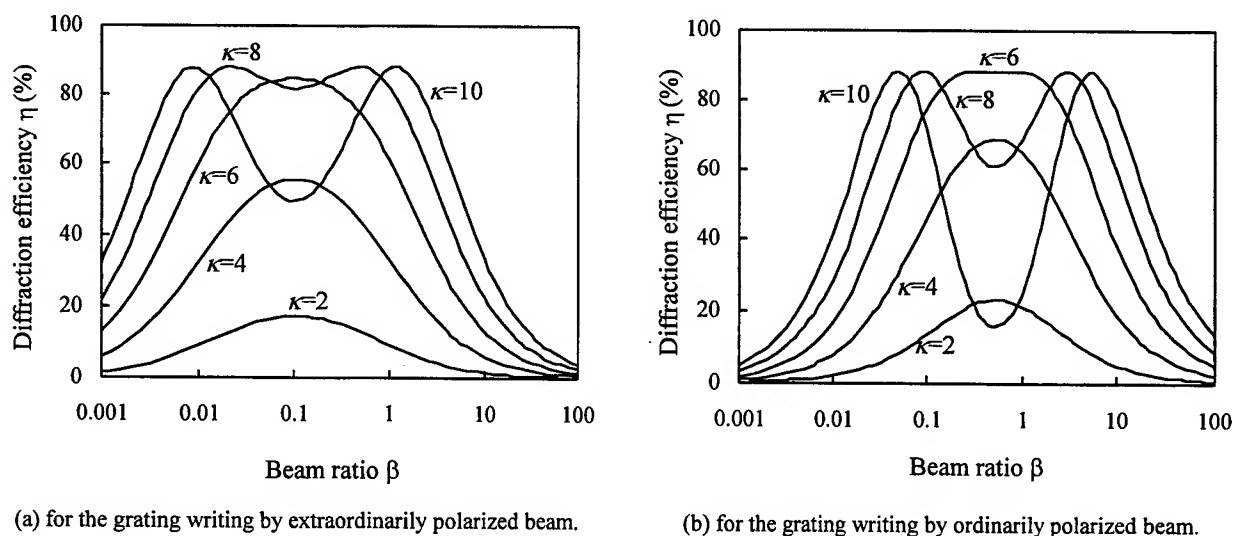 Diffraction efficiency η (%)
100
80
60
40
20
0
κ=8
κ=10
κ=6
κ=4
κ=2
0.001 0.01 0.1 1 10 100
Beam ratio β
(a) for the grating writing by extraordinarily polarized beam.
Diffraction efficiency η (%)
100
80
60
40
20
0
κ=6
κ=10
κ=8
κ=4
κ=2
0.001 0.01 0.1 1 10 100
Beam ratio β
(b) for the grating writing by ordinarily polarized beam.